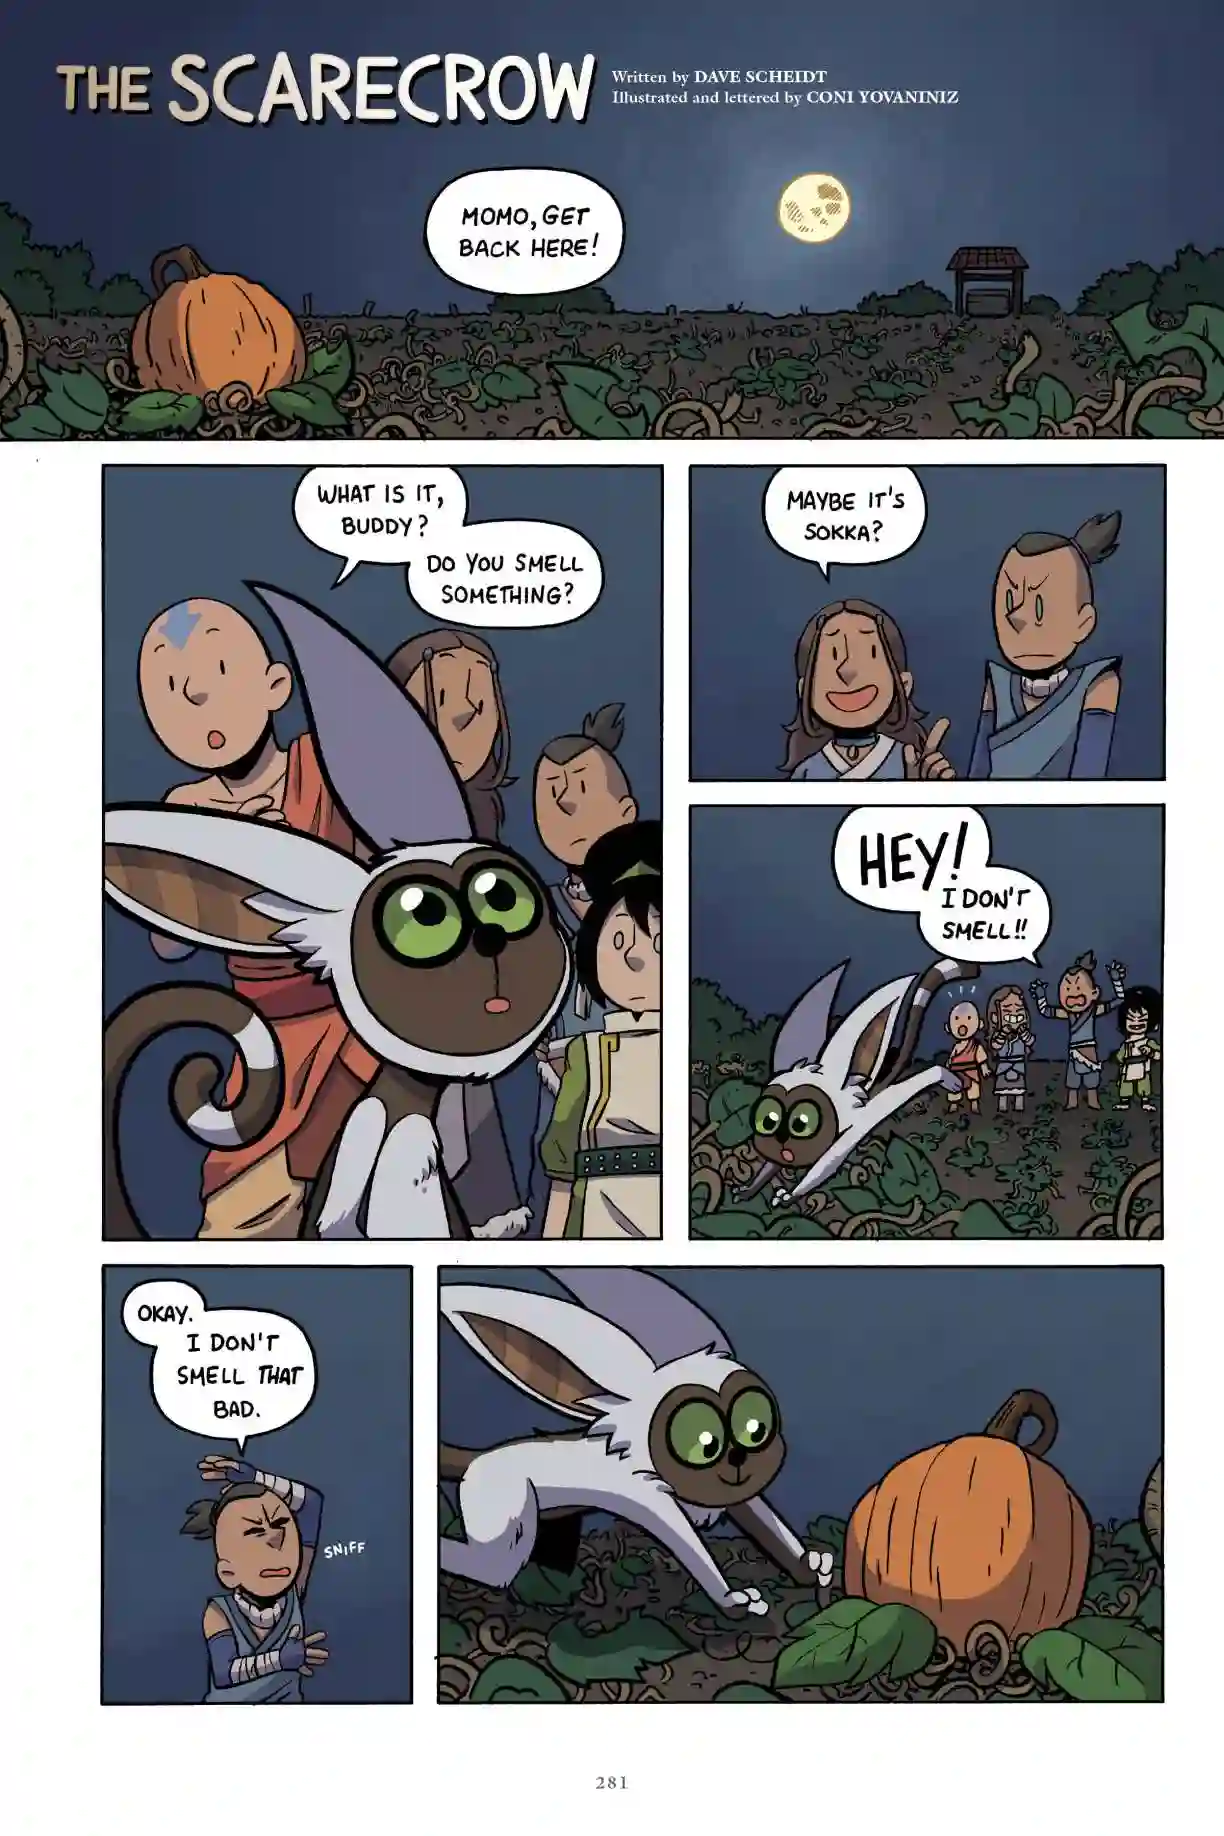 THE SCARECROW
Written by DAVE SCHEIDT
Illustrated and lettered by CONI YOVANINIZ
MOMO, GET
BACK HERE!
WHAT IS IT,
BUDDY?
DO YOU SMELL
SOMETHING?
MAYBE IT'S
SOKKA?
HEY!
I DON'T
SMELL!!
OKAY.
I DON'T
SMELL THAT
BAD.
SNIFF
281